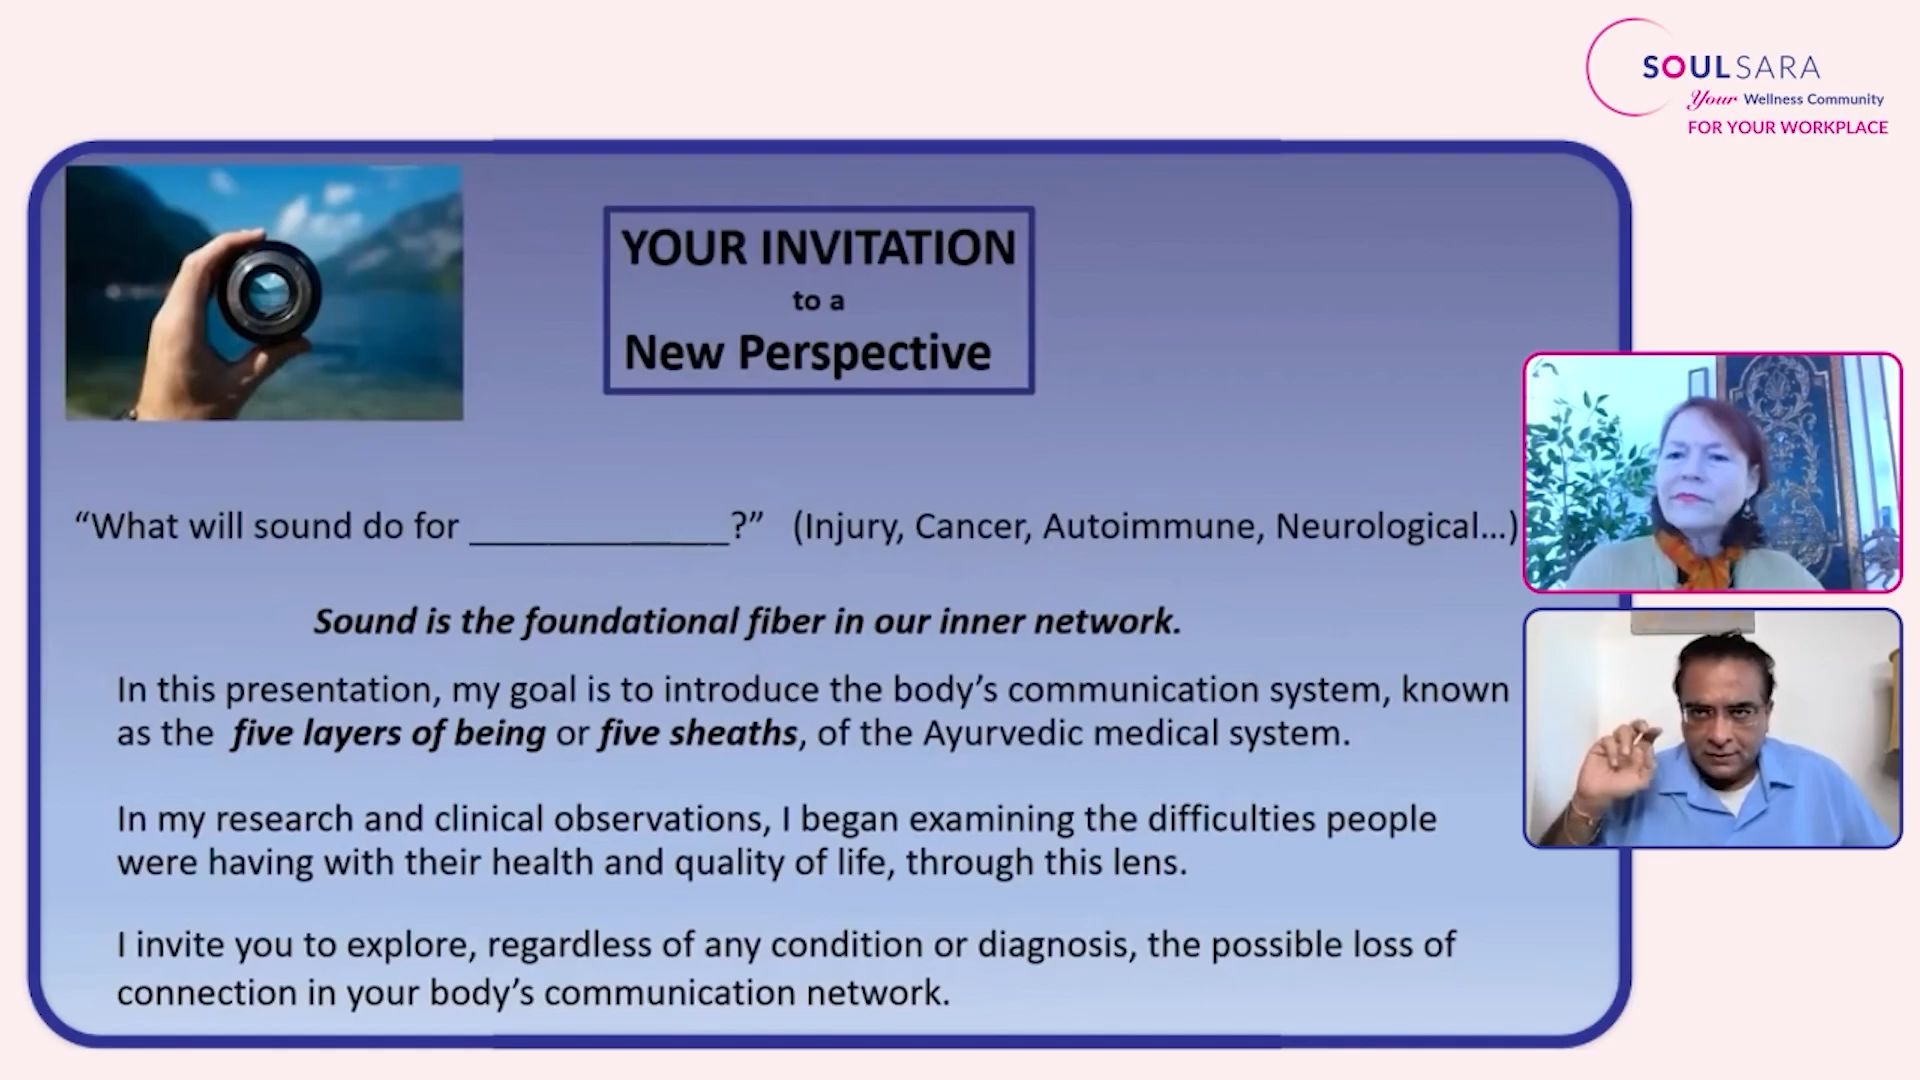 SOULSARA
Your Wellness Community
FOR YOUR WORKPLACE
YOUR INVITATION
to a
New Perspective
“What will sound do for _____________?” (Injury, Cancer, Autoimmune, Neurological...)
Sound is the foundational fiber in our inner network.
In this presentation, my goal is to introduce the body’s communication system, known
as the five layers of being or five sheaths, of the Ayurvedic medical system.
In my research and clinical observations, I began examining the difficulties people
were having with their health and quality of life, through this lens.
I invite you to explore, regardless of any condition or diagnosis, the possible loss of
connection in your body’s communication network.